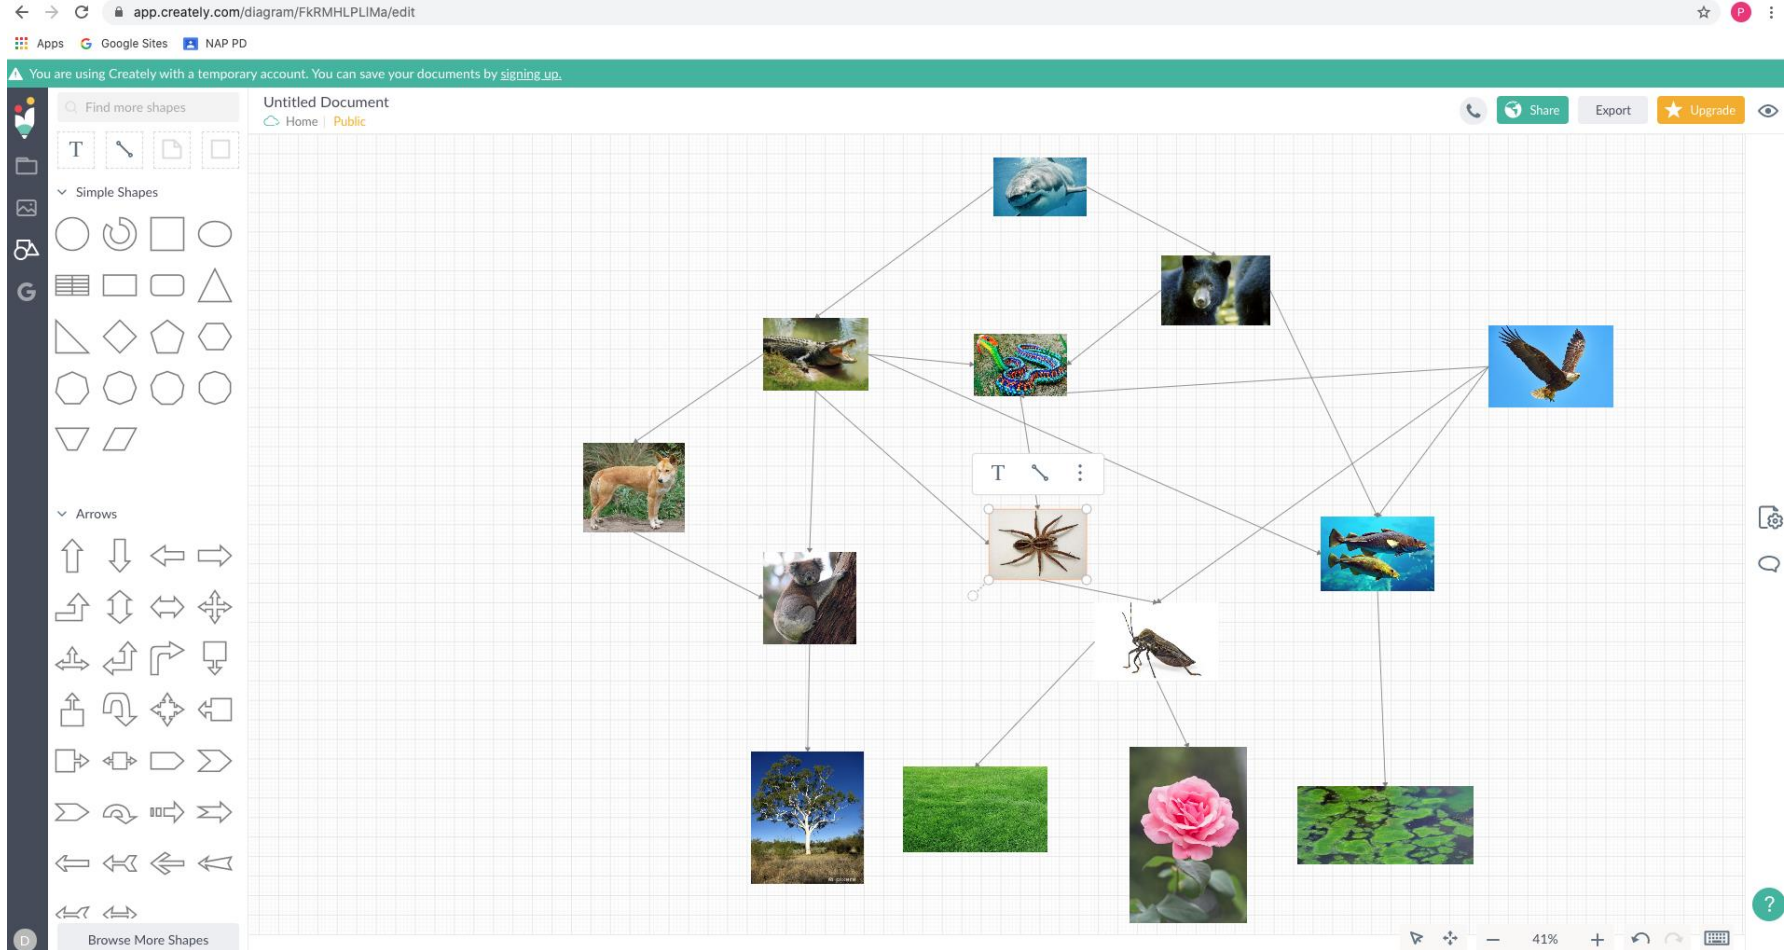 app.creately.com/diagram/FkRMHLPLIMa/edit
P
Apps
Google Sites
NAP PD
You are using Creately with a temporary account. You can save your documents by signing up.
Find more shapes
Untitled Document
Home | Public
Share
Export
Upgrade
T
Simple Shapes
G
T
Arrows
Browse More Shapes
D
41%
?